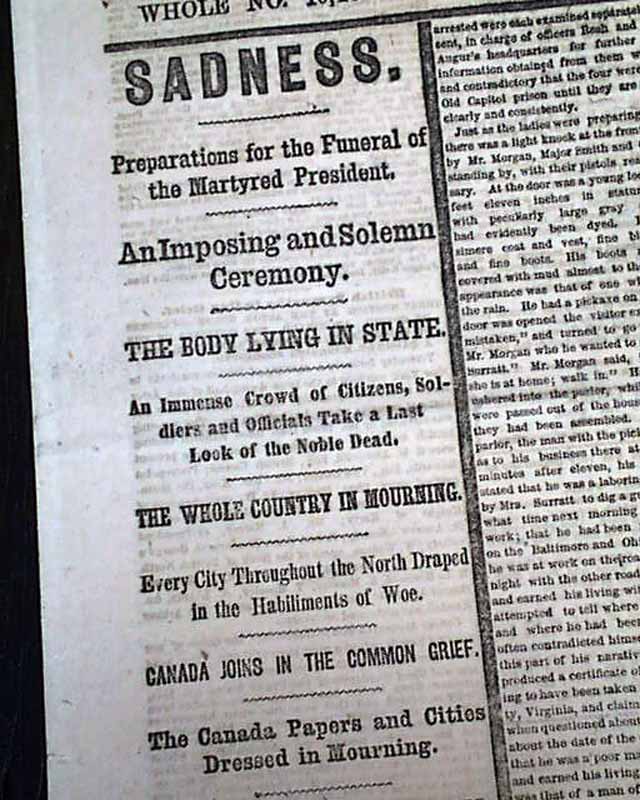 WHOLE NO.
SADNESS.
Preparations for the Funeral of
the Martyred President.
An Imposing and Solemn
Ceremony.
THE BODY LYING IN STATE.
An Immense Crowd of Citizens, Sol-
diers and Officials Take a Last
Look of the Noble Dead.
THE WHOLE COUNTRY IN MOURNING.
Every City Throughout the North Draped
in the Habiliments of Woe.
CANADA JOINS IN THE COMMON GRIEF.
The Canada Papers and Cities
Dressed in Mourning.
arrested were each examined
sent, in charge of officers Rosh and
Augur's headquarters for further
information obtained from them
and contradictory that the four were
Old Capitol prison until they are
clearly and consistently.
Just as the ladies were preparing
there was a light knock at the front
by Mr. Morgan, Major Smith and
standing by, with their pistols
sary. At the door was a young
feet eleven inches in
with peculiarly large gray
had evidently been dyed.
simere coat and vest, fine
and fine boots. His boots
covered with mud almost to the
appearance was that of one
the rain. He had a pickaxe on
door was opened the visitor
mistaken," and turned to go
Mr. Morgan who he wanted to
Surratt." Mr. Morgan said,
she is at home; walk in."
ushered into the parlor,
were passed out of the
they had been assembled.
parlor, the man with the
as to his business there at
minutes after eleven, his
stated that he was a
by Mrs. Surratt to dig a
what time next morning
work; that he had been
on the Baltimore and
he was at work on the
night with the other road
and earned his living
attempted to tell where
and where he had
often contradicted
this part of his narative
produced a certificate of
ing to have been taken
ty, Virginia, and
when questioned about
about the date of the
that he was a poor
and earned his living
was that of a man